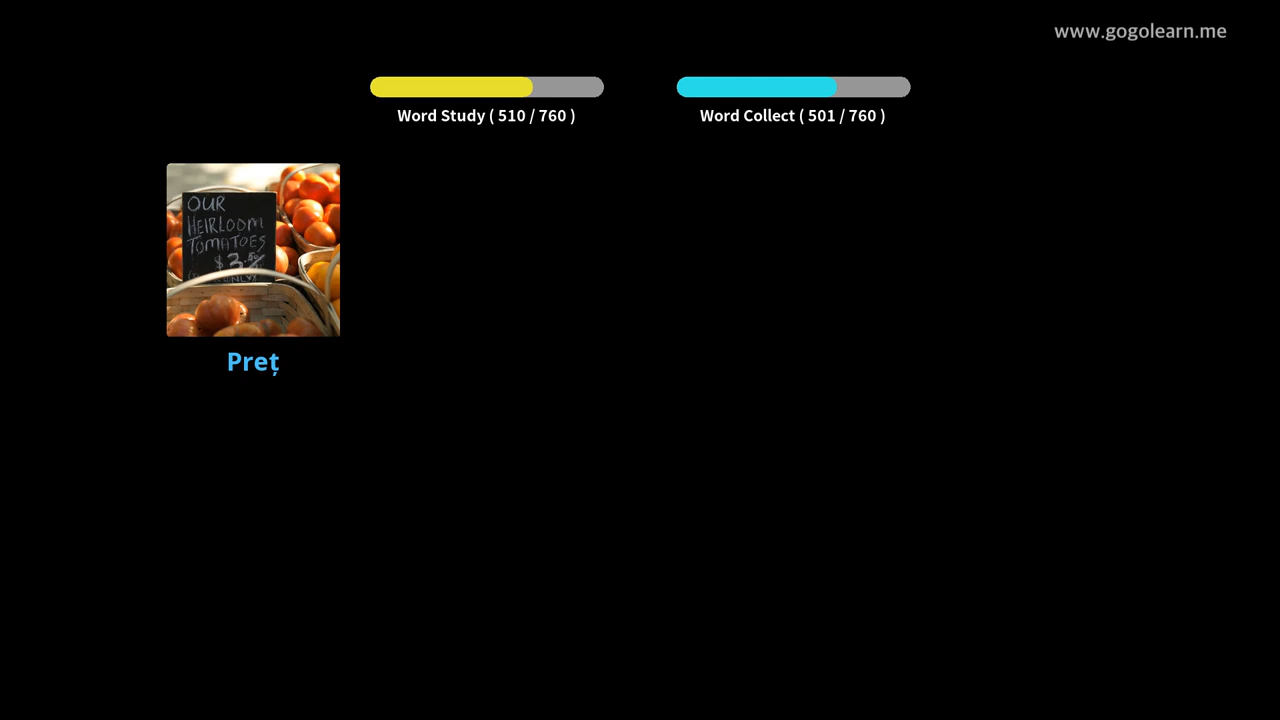 www.gogolearn.me
Word Study ( 510 / 760 )
Word Collect ( 501 / 760 )
OUR
HEIRLOOM
TOMATOES
Preț